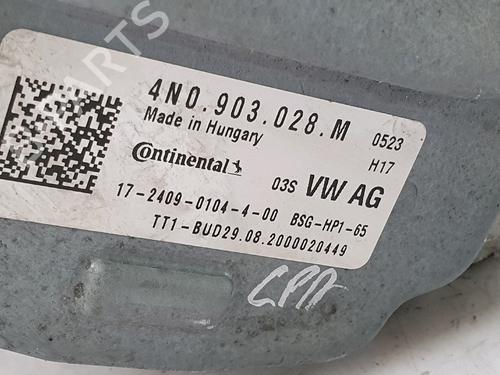 PARTS
4N0.903.028.M 0523
Made in Hungary H17
Continental 03S VW AG
17-2409-0104-4-00 BSG-HP1-65
TT1-BUD29.08.2000020449